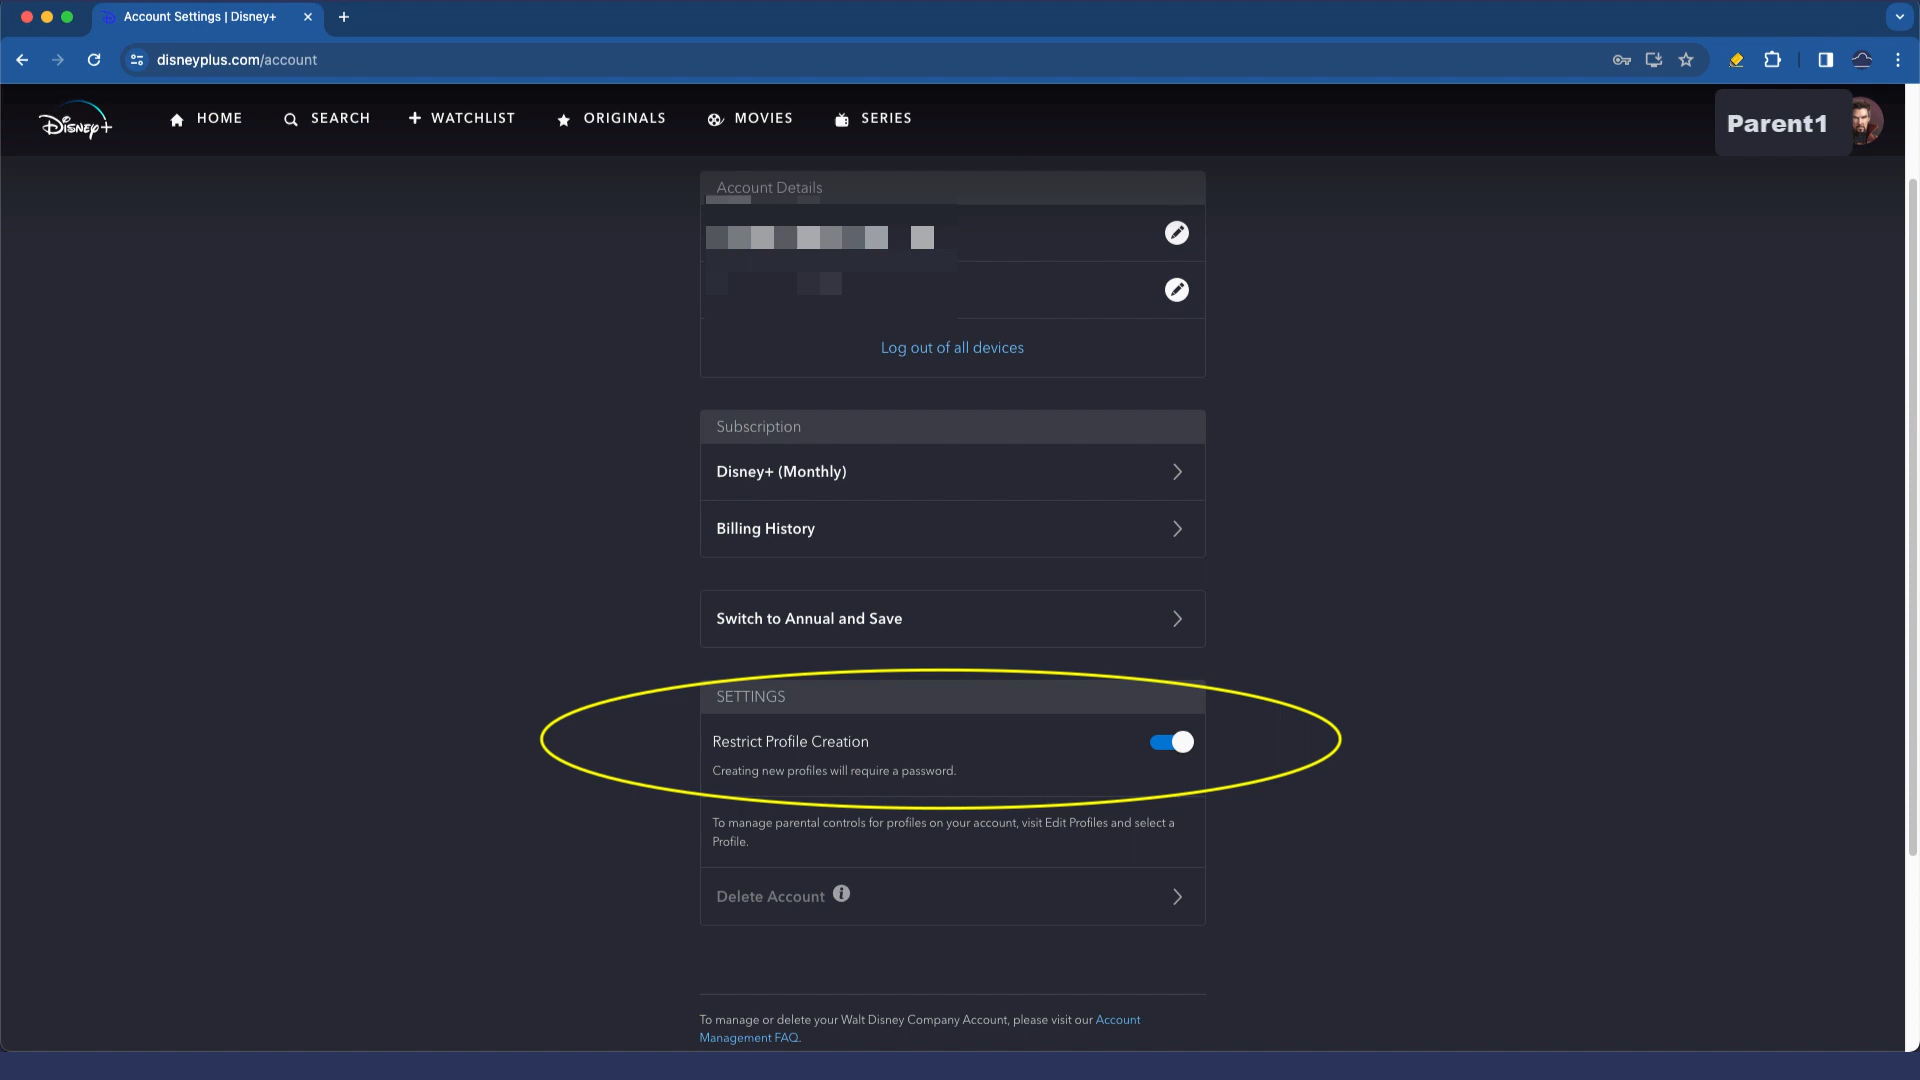 Account Settings | Disney+
disneyplus.com/account
Disney+
HOME
SEARCH
WATCHLIST
ORIGINALS
MOVIES
SERIES
Parent1
Account Details
Log out of all devices
Subscription
Disney+ (Monthly)
Billing History
Switch to Annual and Save
SETTINGS
Restrict Profile Creation
Creating new profiles will require a password.
To manage parental controls for profiles on your account, visit Edit Profiles and select a
Profile.
Delete Account
To manage or delete your Walt Disney Company Account, please visit our Account
Management FAQ.